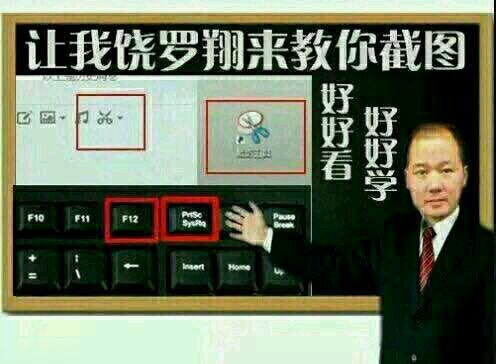 让我饶罗翔来教你截图
好好看
好好学
F10
F11
F12
PrtSc
SysRq
Pause
Break
+
=
|
\
←
Insert
Home